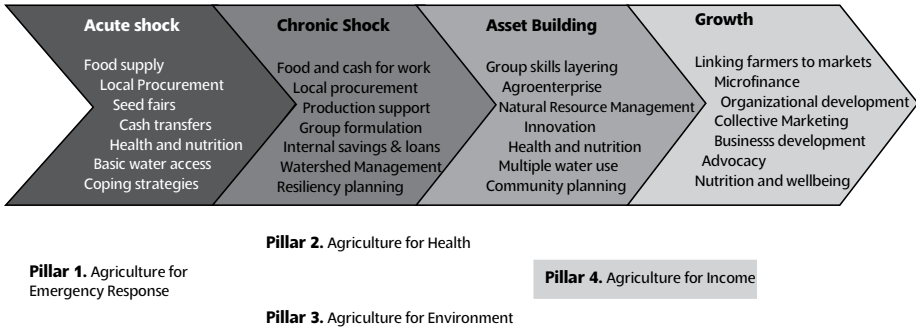 Acute shock
Food supply
Local Procurement
Seed fairs
Cash transfers
Health and nutrition
Basic water access
Coping strategies
Chronic Shock
Food and cash for work
Local procurement
Production support
Group formulation
Internal savings & loans
Watershed Management
Resiliency planning
Asset Building
Group skills layering
Agroenterprise
Natural Resource Management
Innovation
Health and nutrition
Multiple water use
Community planning
Growth
Linking farmers to markets
Microfinance
Organizational development
Collective Marketing
Businesss development
Advocacy
Nutrition and wellbeing
Pillar 1. Agriculture for
Emergency Response
Pillar 2. Agriculture for Health
Pillar 3. Agriculture for Environment
Pillar 4. Agriculture for Income